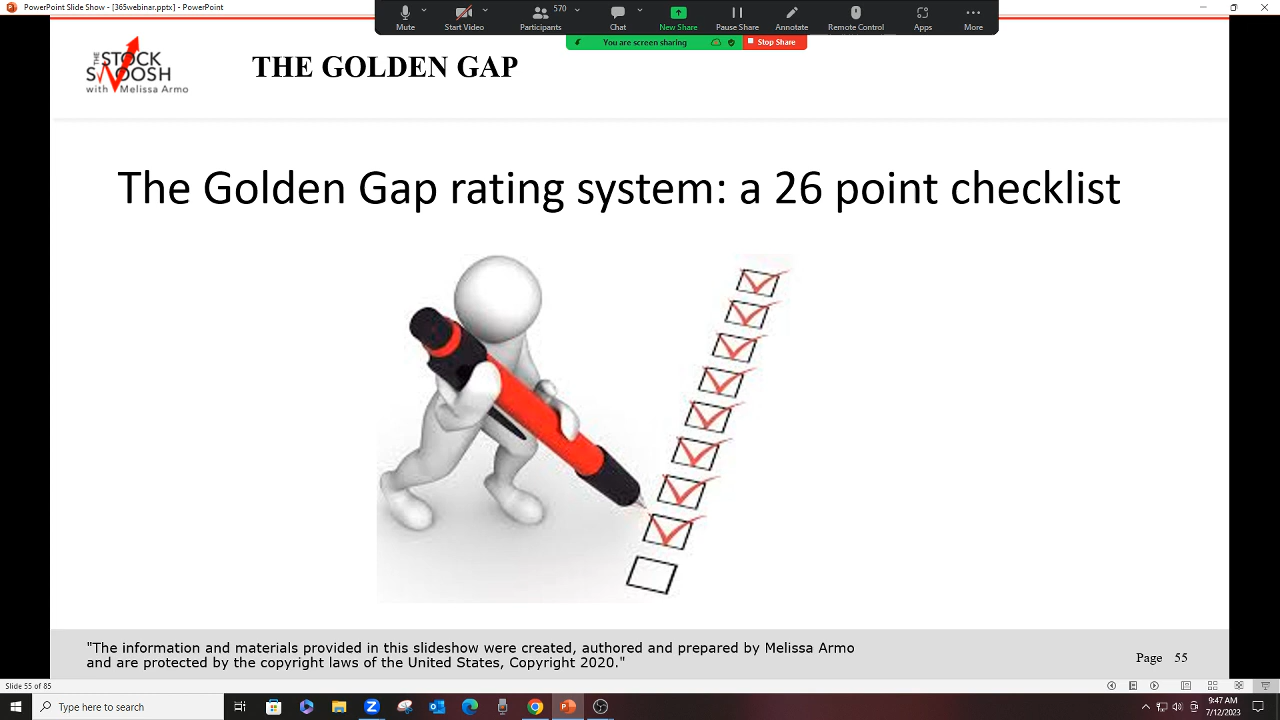 PowerPoint Slide Show - [365webinar.pptx] - PowerPoint
570
Mute
Start Video
Participants
Chat
New Share
Pause Share
Annotate
Remote Control
Apps
More
You are screen sharing
Stop Share
THE
STOCK
SWOOSH
with Melissa Armo
THE GOLDEN GAP
The Golden Gap rating system: a 26 point checklist
"The information and materials provided in this slideshow were created, authored and prepared by Melissa Armo
and are protected by the copyright laws of the United States, Copyright 2020."
Page 55
Slide 55 of 85
Type here to search
9:47 AM
7/12/2023